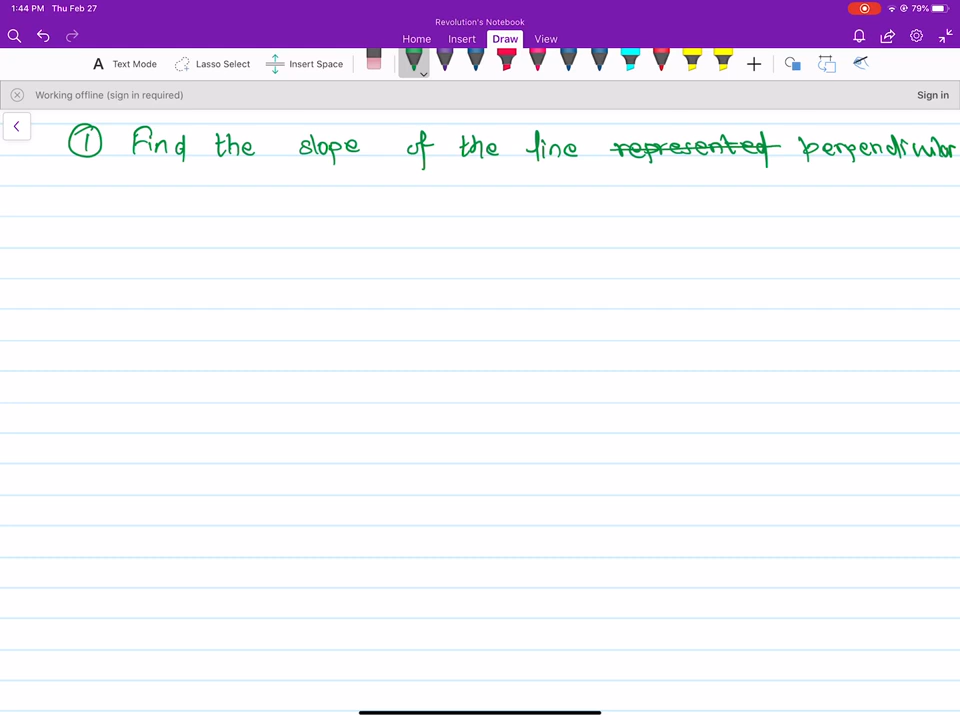 1:44 PM Thu Feb 27
79%
Revolution's Notebook
Home Insert Draw View
A Text Mode Lasso Select Insert Space
Working offline (sign in required) Sign in
① Find the slope of the line represented perpendicular